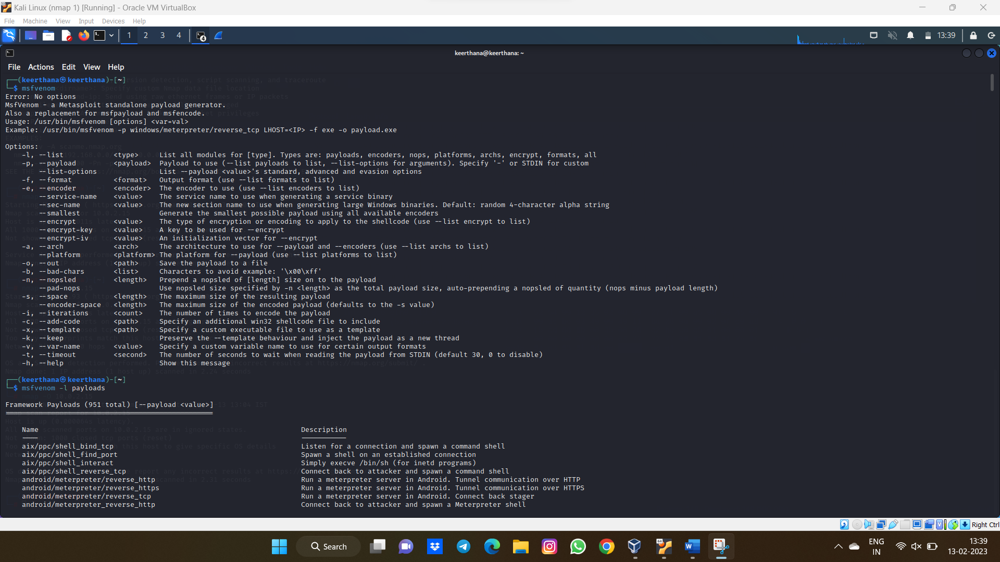 Kali Linux (nmap 1) [Running] - Oracle VM VirtualBox
File Machine View Input Devices Help
1 2 3 4 4 13:39
keerthana@keerthana: ~
File Actions Edit View Help
┌──(keerthana㉿keerthana)-[~]
└─$ msfvenom
Error: No options
MsfVenom - a Metasploit standalone payload generator.
Also a replacement for msfpayload and msfencode.
Usage: /usr/bin/msfvenom [options] <var=val>
Example: /usr/bin/msfvenom -p windows/meterpreter/reverse_tcp LHOST=<IP> -f exe -o payload.exe
Options:
-l, --list <type> List all modules for [type]. Types are: payloads, encoders, nops, platforms, archs, encrypt, formats, all
-p, --payload <payload> Payload to use (--list payloads to list, --list-options for arguments). Specify '-' or STDIN for custom
--list-options List --payload <value>'s standard, advanced and evasion options
-f, --format <format> Output format (use --list formats to list)
-e, --encoder <encoder> The encoder to use (use --list encoders to list)
--service-name <value> The service name to use when generating a service binary
--sec-name <value> The new section name to use when generating large Windows binaries. Default: random 4-character alpha string
--smallest Generate the smallest possible payload using all available encoders
--encrypt <value> The type of encryption or encoding to apply to the shellcode (use --list encrypt to list)
--encrypt-key <value> A key to be used for --encrypt
--encrypt-iv <value> An initialization vector for --encrypt
-a, --arch <arch> The architecture to use for --payload and --encoders (use --list archs to list)
--platform <platform> The platform for --payload (use --list platforms to list)
-o, --out <path> Save the payload to a file
-b, --bad-chars <list> Characters to avoid example: '\x00\xff'
-n, --nopsled <length> Prepend a nopsled of [length] size on to the payload
--pad-nops Use nopsled size specified by -n <length> as the total payload size, auto-prepending a nopsled of quantity (nops minus payload length)
-s, --space <length> The maximum size of the resulting payload
--encoder-space <length> The maximum size of the encoded payload (defaults to the -s value)
-i, --iterations <count> The number of times to encode the payload
-c, --add-code <path> Specify an additional win32 shellcode file to include
-x, --template <path> Specify a custom executable file to use as a template
-k, --keep Preserve the --template behaviour and inject the payload as a new thread
-v, --var-name <value> Specify a custom variable name to use for certain output formats
-t, --timeout <second> The number of seconds to wait when reading the payload from STDIN (default 30, 0 to disable)
-h, --help Show this message
┌──(keerthana㉿keerthana)-[~]
└─$ msfvenom -l payloads
Framework Payloads (951 total) [--payload <value>]
Name Description
aix/ppc/shell_bind_tcp Listen for a connection and spawn a command shell
aix/ppc/shell_find_port Spawn a shell on an established connection
aix/ppc/shell_interact Simply execve /bin/sh (for inetd programs)
aix/ppc/shell_reverse_tcp Connect back to attacker and spawn a command shell
android/meterpreter/reverse_http Run a meterpreter server in Android. Tunnel communication over HTTP
android/meterpreter/reverse_https Run a meterpreter server in Android. Tunnel communication over HTTPS
android/meterpreter/reverse_tcp Run a meterpreter server in Android. Connect back stager
android/meterpreter_reverse_http Connect back to attacker and spawn a Meterpreter shell
Right Ctrl
Search
ENG
IN
13:39
13-02-2023